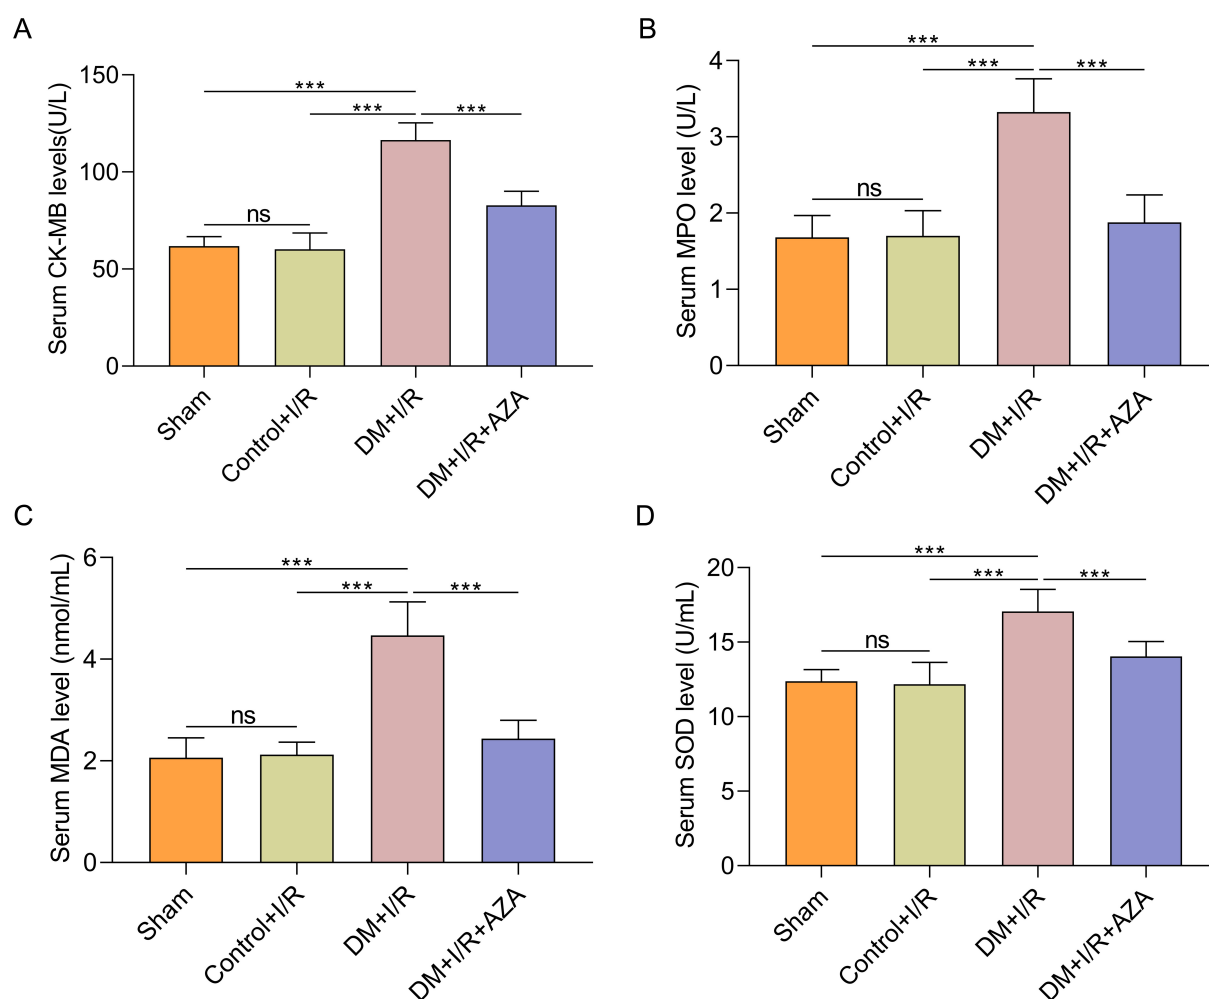 A
Serum CK-MB levels(U/L)
150
100
50
0
***
***
***
ns
Sham
Control+I/R
DM+I/R
DM+I/R+AZA
B
Serum MPO level (U/L)
4
3
2
1
0
***
***
***
ns
Sham
Control+I/R
DM+I/R
DM+I/R+AZA
C
Serum MDA level (nmol/mL)
6
4
2
0
***
***
***
ns
Sham
Control+I/R
DM+I/R
DM+I/R+AZA
D
Serum SOD level (U/mL)
20
15
10
5
0
***
***
***
ns
Sham
Control+I/R
DM+I/R
DM+I/R+AZA